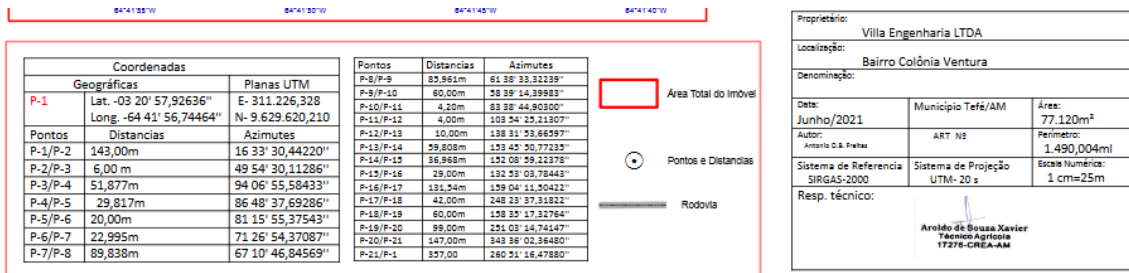 64°41'55"W 64°41'50"W 64°41'45"W 64°41'40"W
Coordenadas
Geográficas Planas UTM
P-1 Lat. -03 20' 57,92636" E- 311.226,328
Long. -64 41' 56,74464" N- 9.629.620,210
Pontos Distancias Azimutes
P-1/P-2 143,00m 16 33' 30,44220''
P-2/P-3 6,00 m 49 54' 30,11286''
P-3/P-4 51,877m 94 06' 55,58433''
P-4/P-5 29,817m 86 48' 37,69286''
P-5/P-6 20,00m 81 15' 55,37543''
P-6/P-7 22,995m 71 26' 54,37087''
P-7/P-8 89,838m 67 10' 46,84569''
Pontos Distancias Azimutes
P-8/P-9 85,961m 61 38' 33,32239''
P-9/P-10 60,00m 58 39' 14,39983''
P-10/P-11 4,20m 83 38' 44,90300''
P-11/P-12 4,00m 103 54' 25,21307''
P-12/P-13 10,00m 138 31' 53,66597''
P-13/P-14 59,808m 153 45' 50,77235''
P-14/P-15 36,968m 152 08' 59,22378''
P-15/P-16 29,00m 132 53' 03,78443''
P-16/P-17 131,54m 159 04' 11,50422''
P-17/P-18 42,00m 248 23' 37,31822''
P-18/P-19 60,00m 158 35' 17,32764''
P-19/P-20 99,00m 251 03' 14,74147''
P-20/P-21 147,00m 343 36' 02,36480''
P-21/P-1 357,00 260 51' 16,47880''
Área Total do Imóvel
Pontos e Distancias
Rodovia
Proprietário:
Villa Engenharia LTDA
Localização:
Bairro Colônia Ventura
Denominação:
Data: Município Tefé/AM Área:
Junho/2021 77.120m²
Autor: ART Nº Perímetro:
Antonio O.B. Freitas 1.490,004ml
Sistema de Referencia Sistema de Projeção Escala Numérica:
SIRGAS-2000 UTM- 20 s 1 cm=25m
Resp. técnico:
Aroldo de Souza Xavier
Técnico Agrícola
17276-CREA-AM